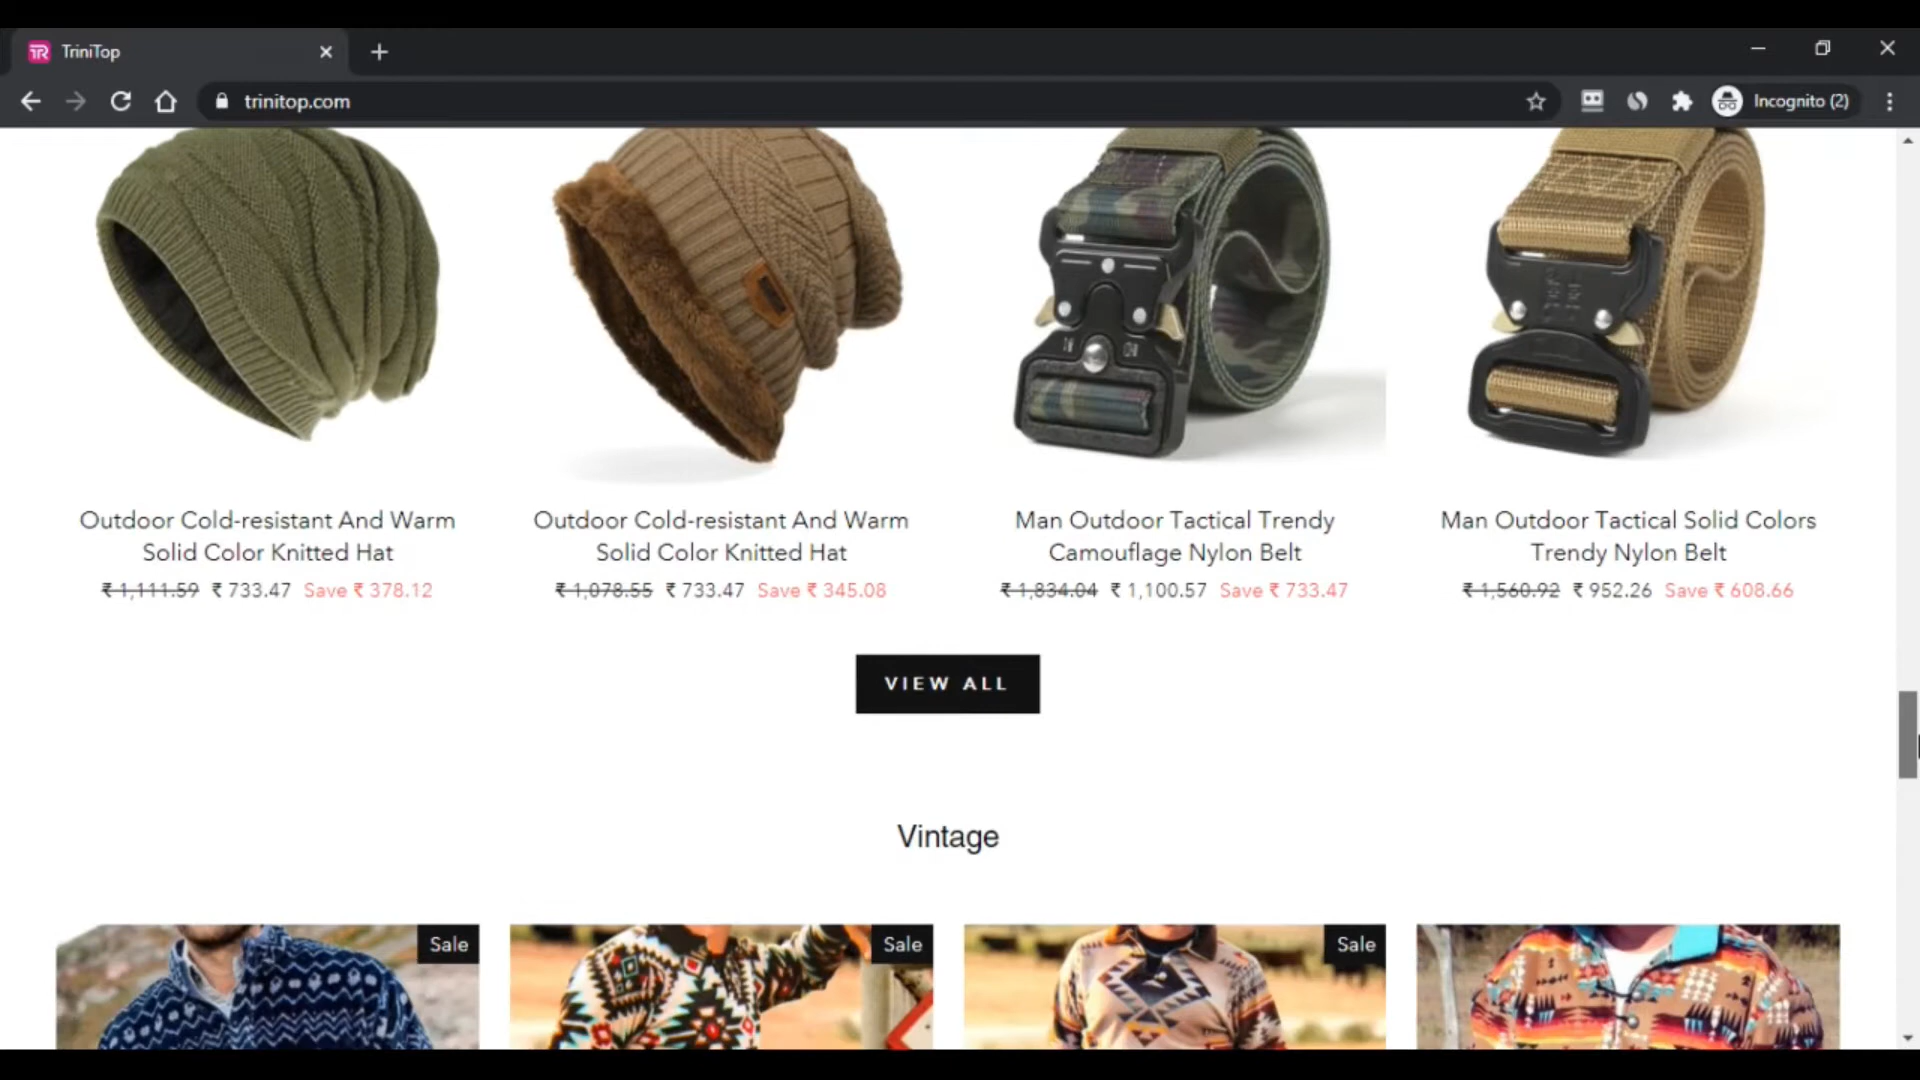 TriniTop
trinitop.com
Incognito (2)
Outdoor Cold-resistant And Warm
Solid Color Knitted Hat
₹ 1,111.59 ₹ 733.47 Save ₹ 378.12
Outdoor Cold-resistant And Warm
Solid Color Knitted Hat
₹ 1,078.55 ₹ 733.47 Save ₹ 345.08
Man Outdoor Tactical Trendy
Camouflage Nylon Belt
₹ 1,834.04 ₹ 1,100.57 Save ₹ 733.47
Man Outdoor Tactical Solid Colors
Trendy Nylon Belt
₹ 1,560.92 ₹ 952.26 Save ₹ 608.66
VIEW ALL
Vintage
Sale
Sale
Sale